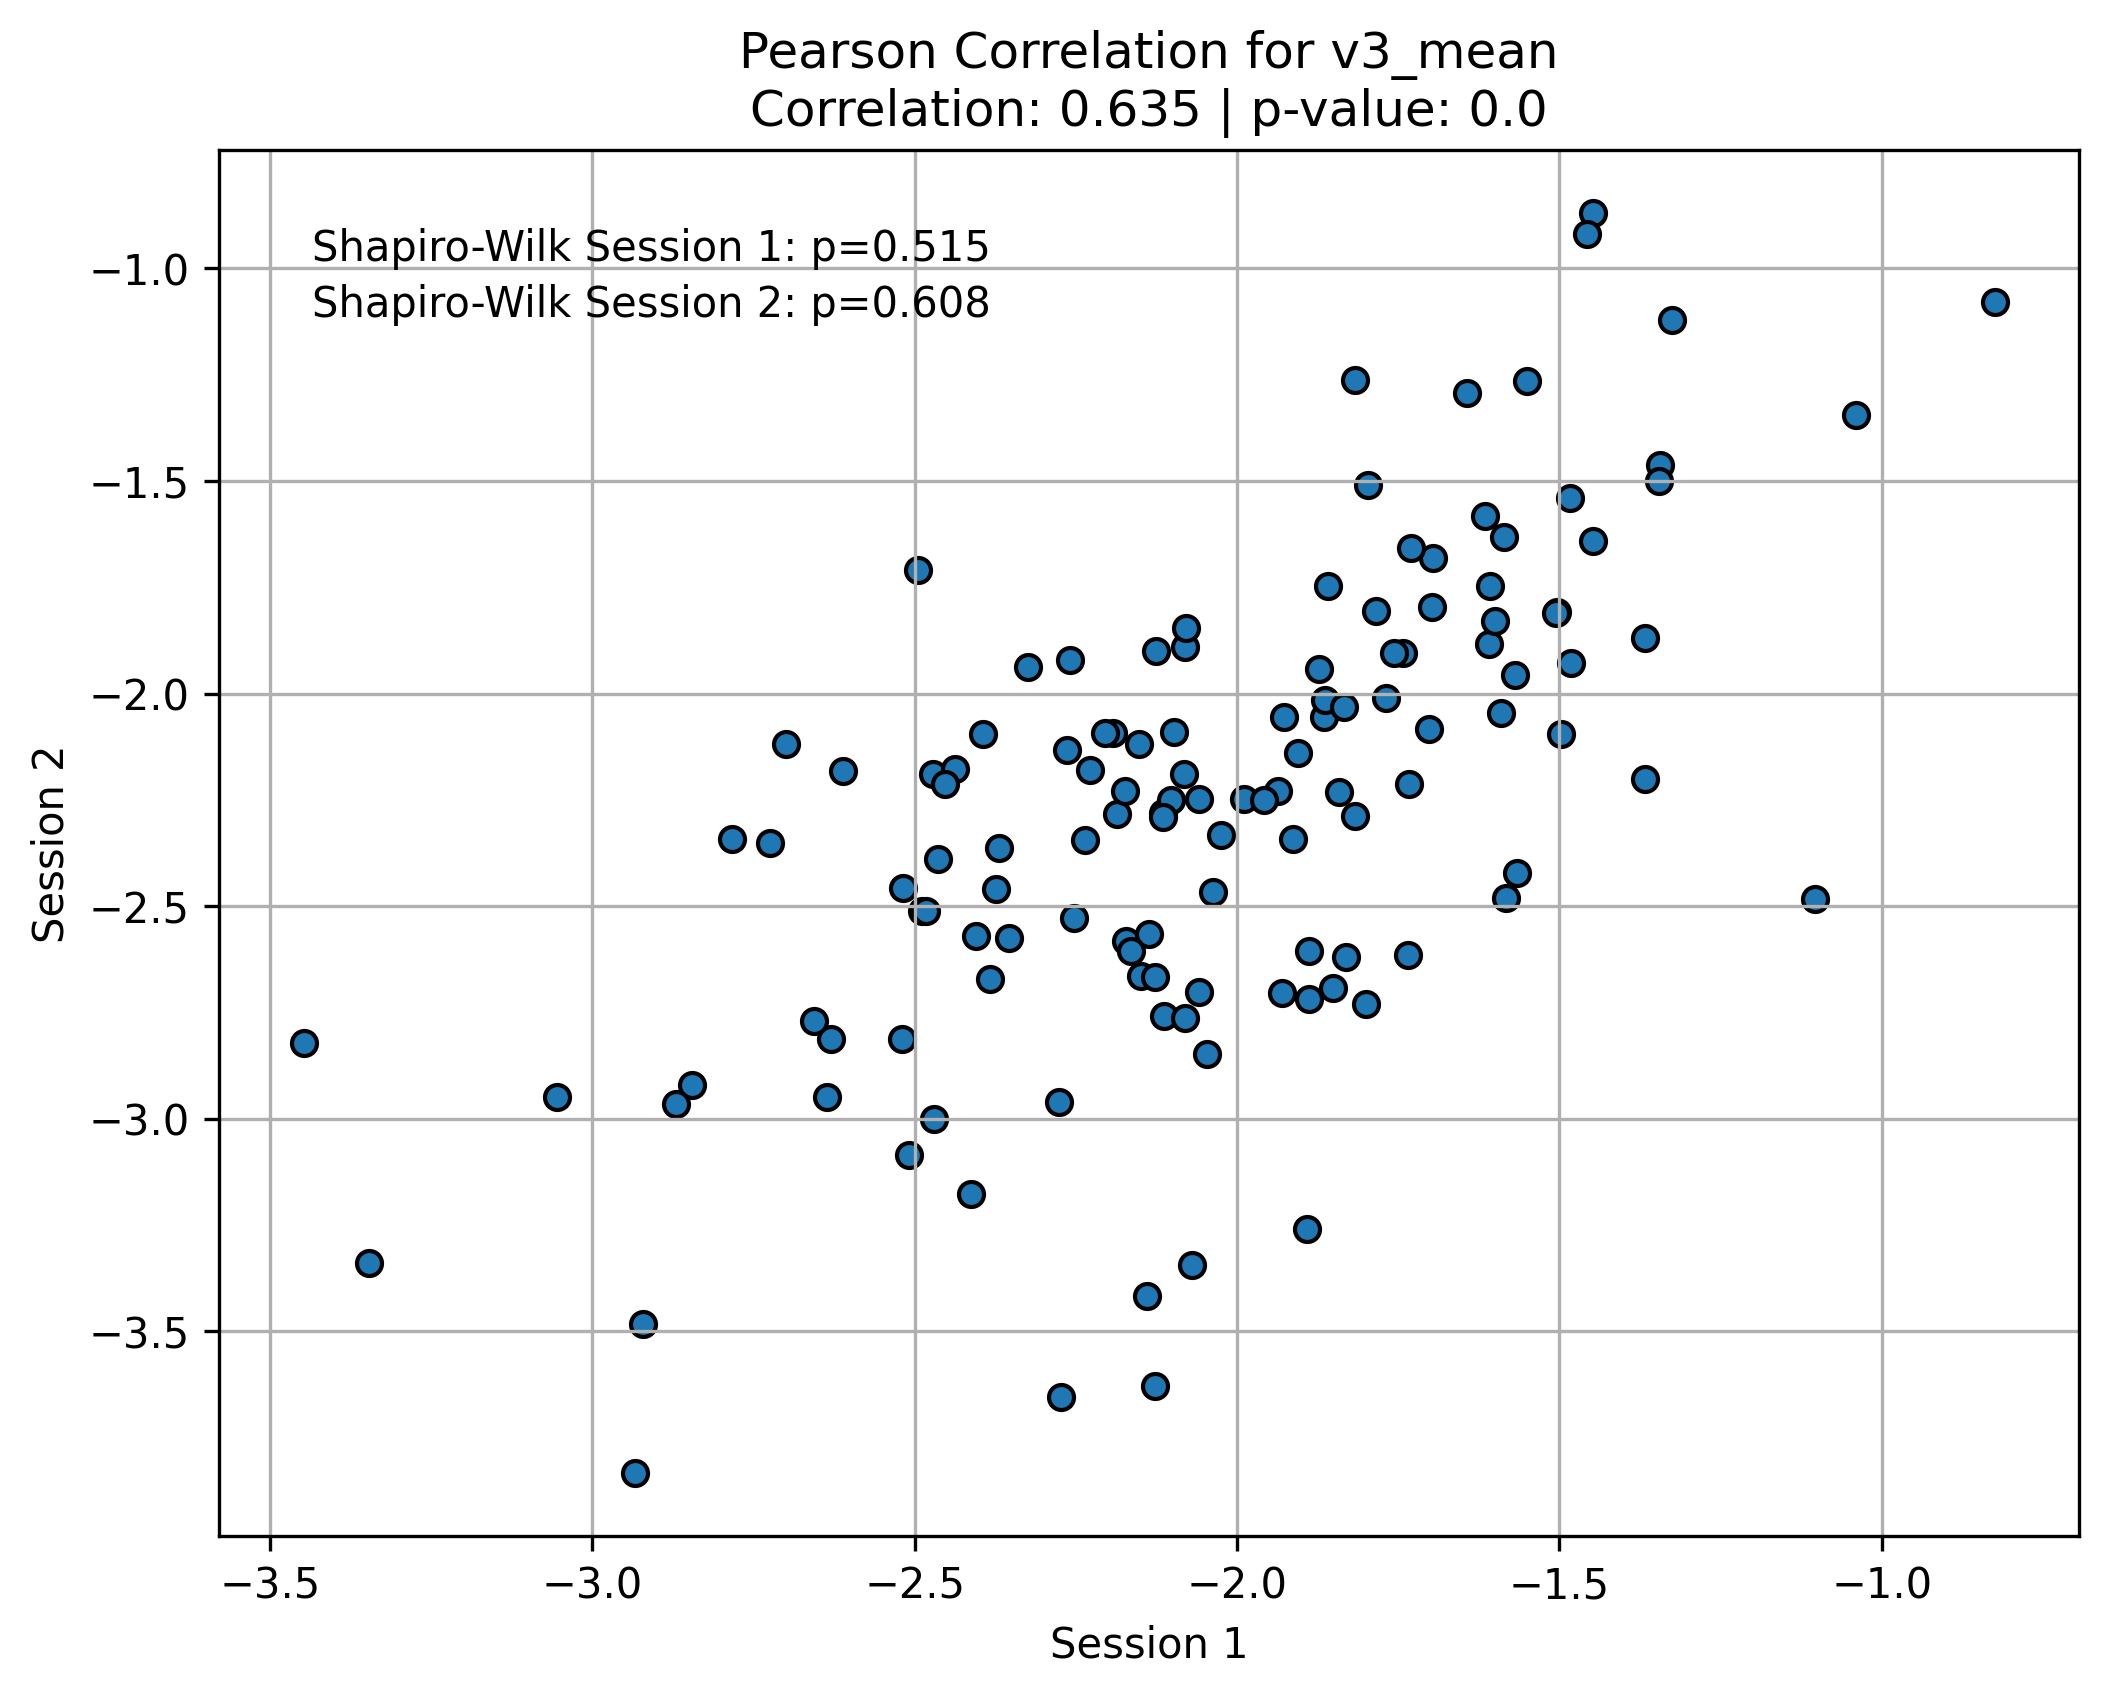 Pearson Correlation for v3_mean
Correlation: 0.635 | p-value: 0.0
Shapiro-Wilk Session 1: p=0.515
Shapiro-Wilk Session 2: p=0.608
Session 2
−1.0
−1.5
−2.0
−2.5
−3.0
−3.5
−3.5 −3.0 −2.5 −2.0 −1.5 −1.0
Session 1